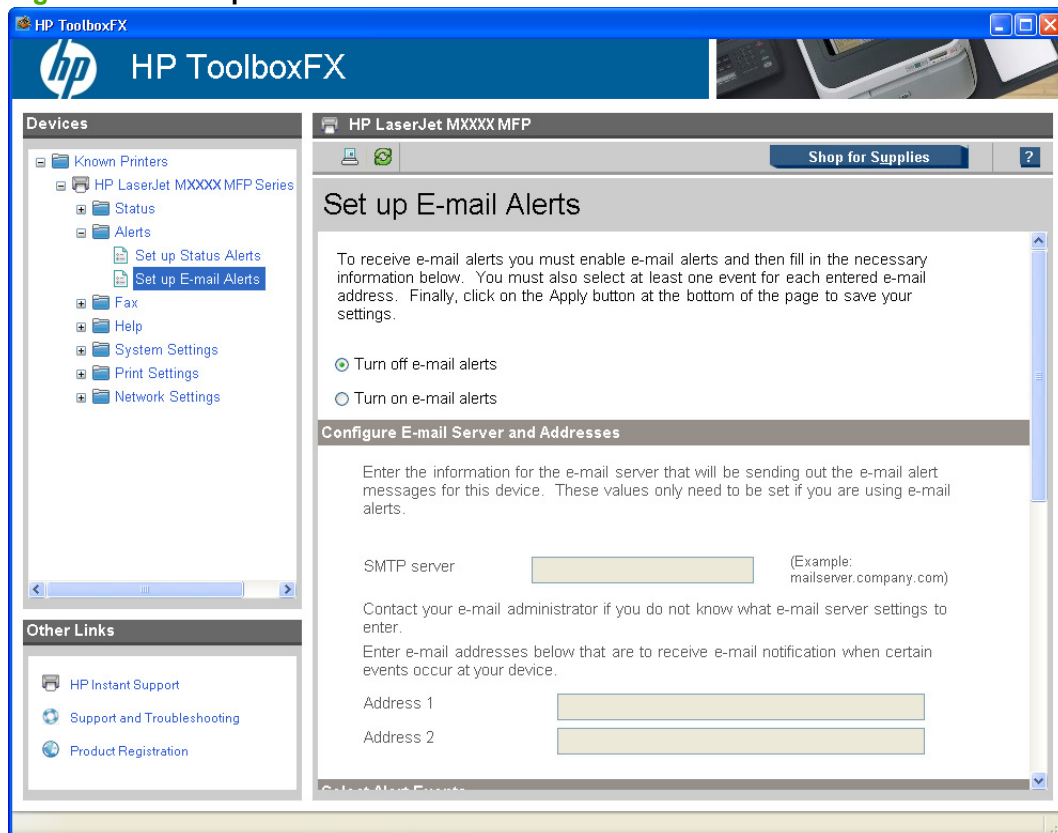 HP ToolboxFX
hp
HP ToolboxFX
Devices
Known Printers
HP LaserJet MXXXX MFP Series
Status
Alerts
Set up Status Alerts
Set up E-mail Alerts
Fax
Help
System Settings
Print Settings
Network Settings
Other Links
HP Instant Support
Support and Troubleshooting
Product Registration
HP LaserJet MXXXX MFP
Shop for Supplies
?
Set up E-mail Alerts
To receive e-mail alerts you must enable e-mail alerts and then fill in the necessary
information below. You must also select at least one event for each entered e-mail
address. Finally, click on the Apply button at the bottom of the page to save your
settings.
Turn off e-mail alerts
Turn on e-mail alerts
Configure E-mail Server and Addresses
Enter the information for the e-mail server that will be sending out the e-mail alert
messages for this device. These values only need to be set if you are using e-mail
alerts.
SMTP server
(Example:
mailserver.company.com)
Contact your e-mail administrator if you do not know what e-mail server settings to
enter.
Enter e-mail addresses below that are to receive e-mail notification when certain
events occur at your device.
Address 1
Address 2